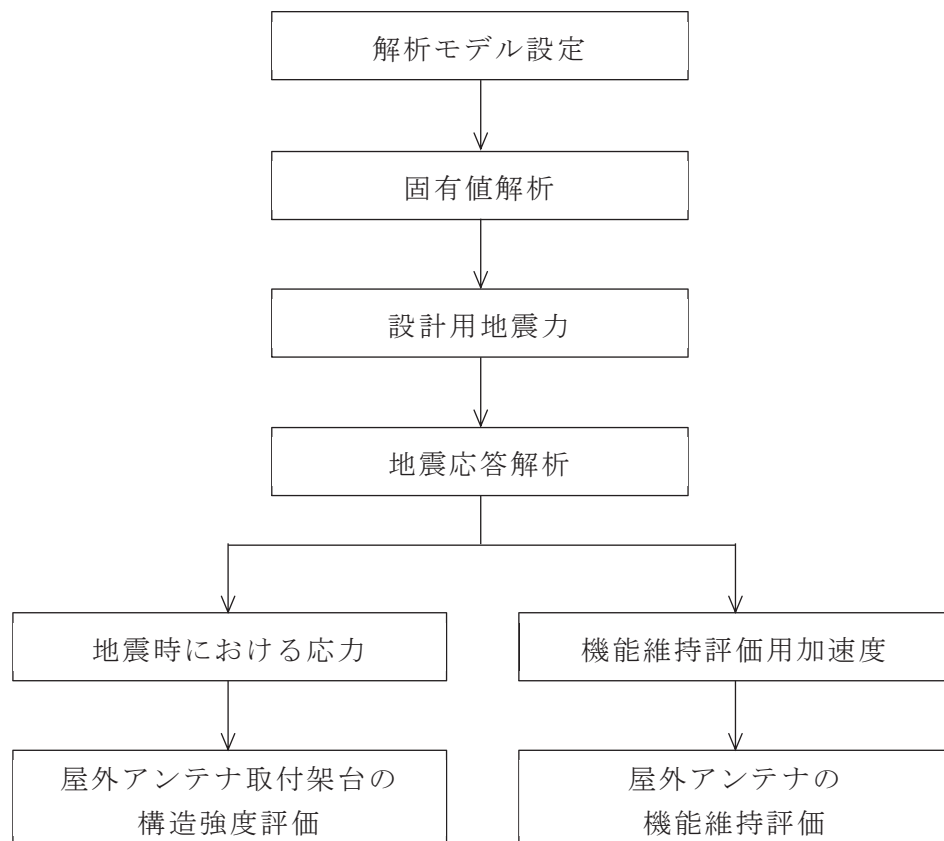 解析モデル設定
固有値解析
設計用地震力
地震応答解析
地震時における応力
機能維持評価用加速度
屋外アンテナ取付架台の
構造強度評価
屋外アンテナの
機能維持評価